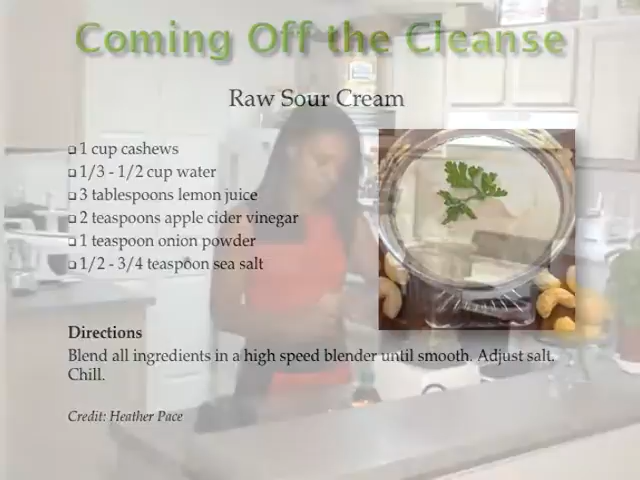 Coming Off the Cleanse
Raw Sour Cream
❑ 1 cup cashews
❑ 1/3 - 1/2 cup water
❑ 3 tablespoons lemon juice
❑ 2 teaspoons apple cider vinegar
❑ 1 teaspoon onion powder
❑ 1/2 - 3/4 teaspoon sea salt
Directions
Blend all ingredients in a high speed blender until smooth. Adjust salt.
Chill.
Credit: Heather Pace